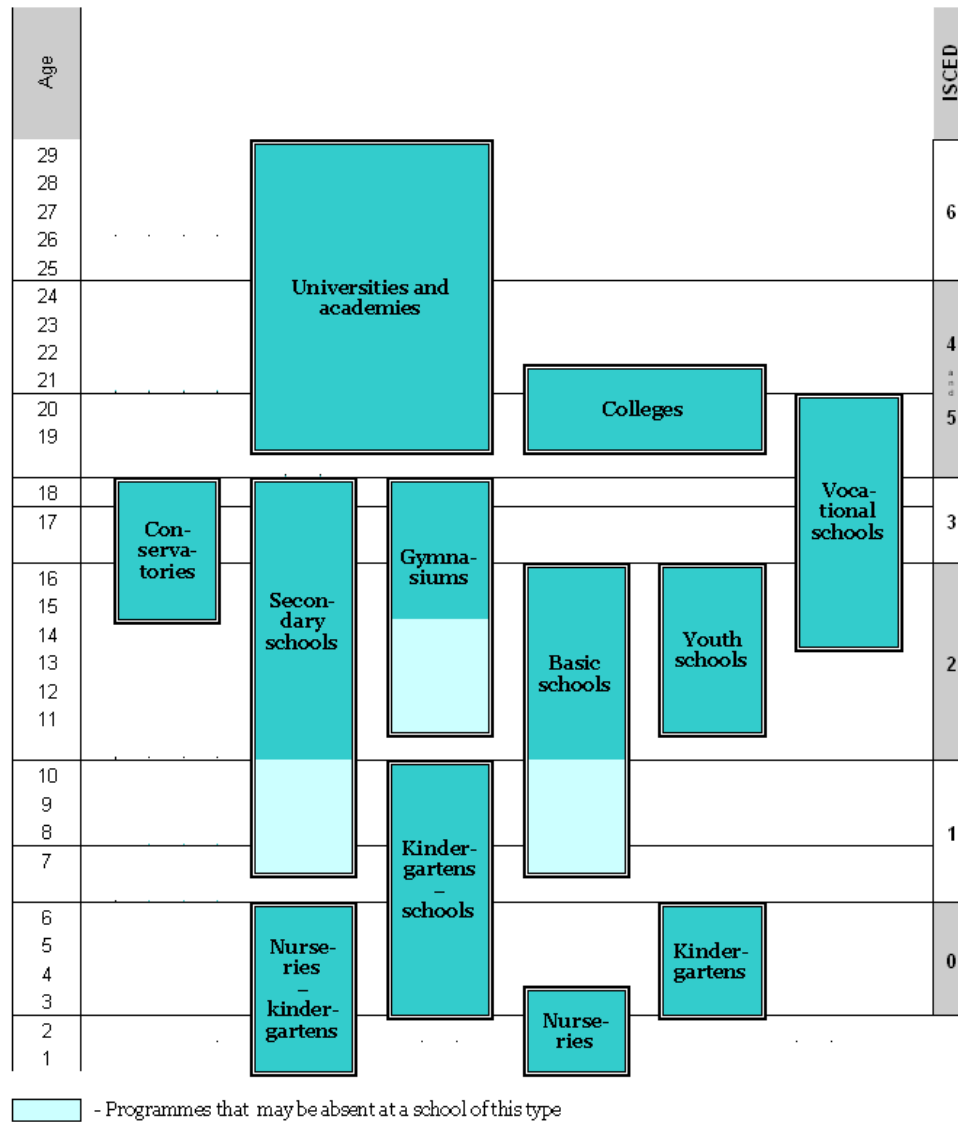 Age
ISCED
29
28
27
26
25
6
24
23
22
21
4
and
5
20
19
18
17
3
16
15
14
13
12
11
2
10
9
8
7
1
6
5
4
3
0
2
1
Universities and
academies
Colleges
Voca-
tional
schools
Con-
serva-
tories
Secon-
dary
schools
Gymna-
siums
Basic
schools
Youth
schools
Kinder-
gartens
–
schools
Nurse-
ries
–
kinder-
gartens
Nurse-
ries
Kinder-
gartens
- Programmes that may be absent at a school of this type